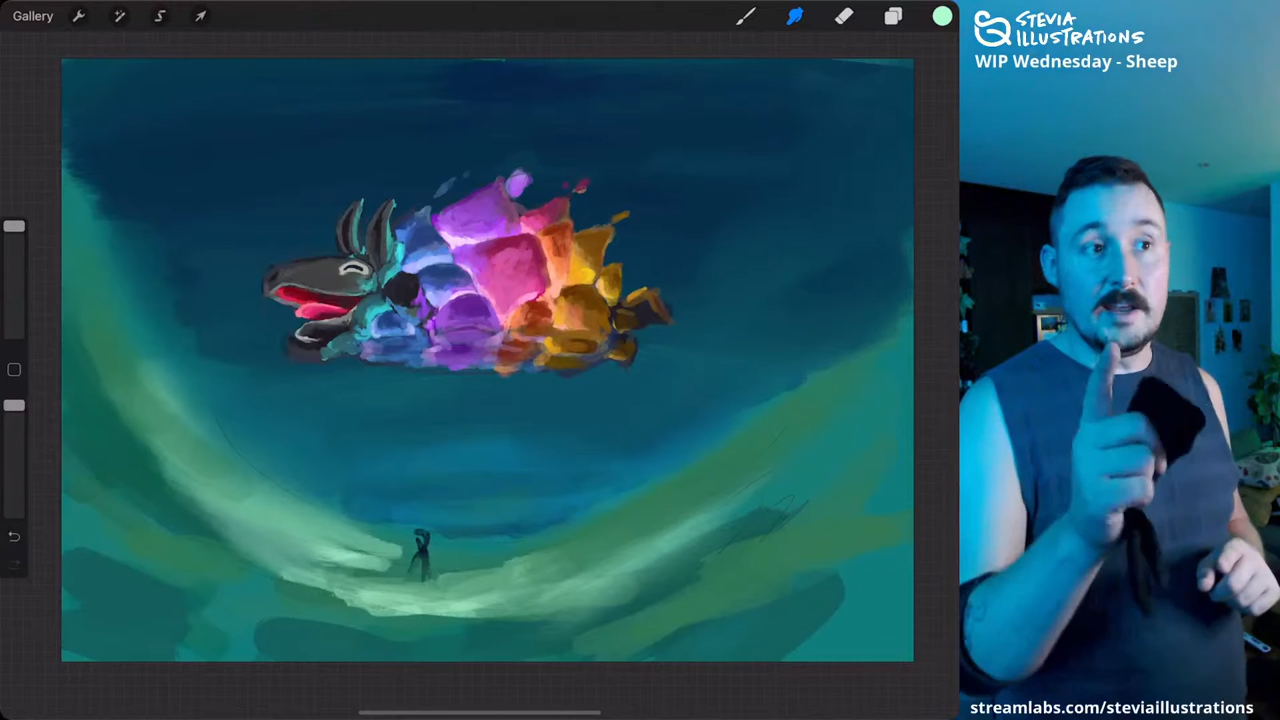 Gallery
STEVIA
ILLUSTRATIONS
WIP Wednesday - Sheep
streamlabs.com/steviaillustrations